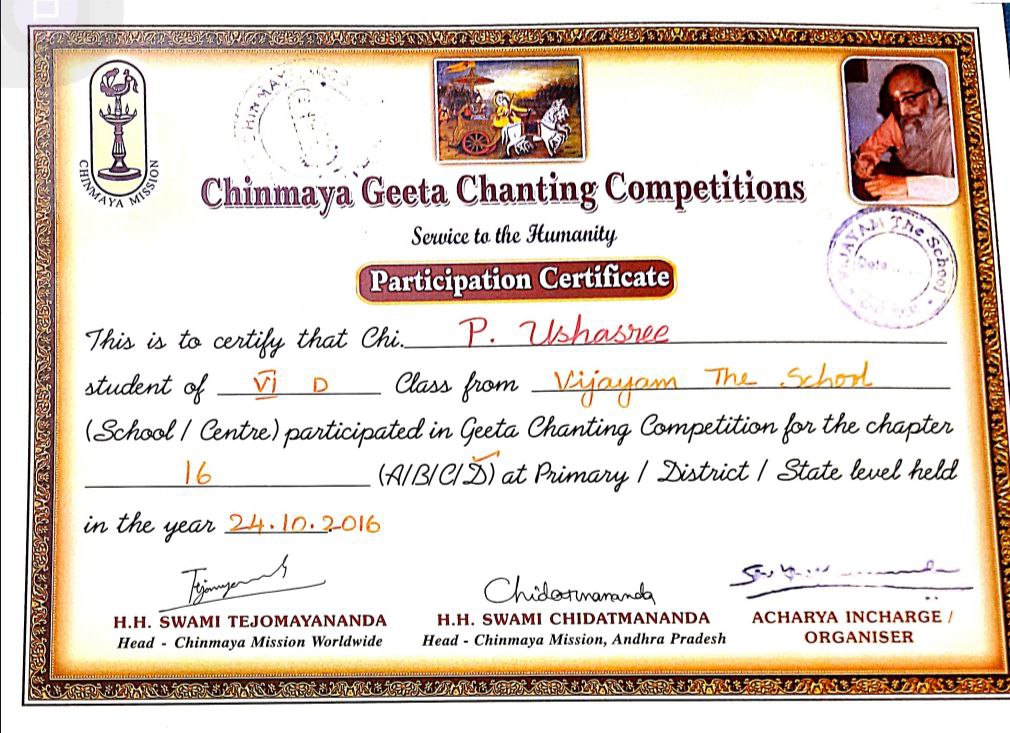 CHINMAYA MISSION
CHINMAYA
Chinmaya Geeta Chanting Competitions
Service to the Humanity
VIJAYAM The School
Date
Participation Certificate
This is to certify that Chi. P. Ushasree
student of VI D Class from Vijayam The School
(School / Centre) participated in Geeta Chanting Competition for the chapter
16 (A/B/C/D) at Primary / District / State level held
in the year 24.10.2016
Chidatmananda
H.H. SWAMI TEJOMAYANANDA
Head - Chinmaya Mission Worldwide
H.H. SWAMI CHIDATMANANDA
Head - Chinmaya Mission, Andhra Pradesh
ACHARYA INCHARGE /
ORGANISER